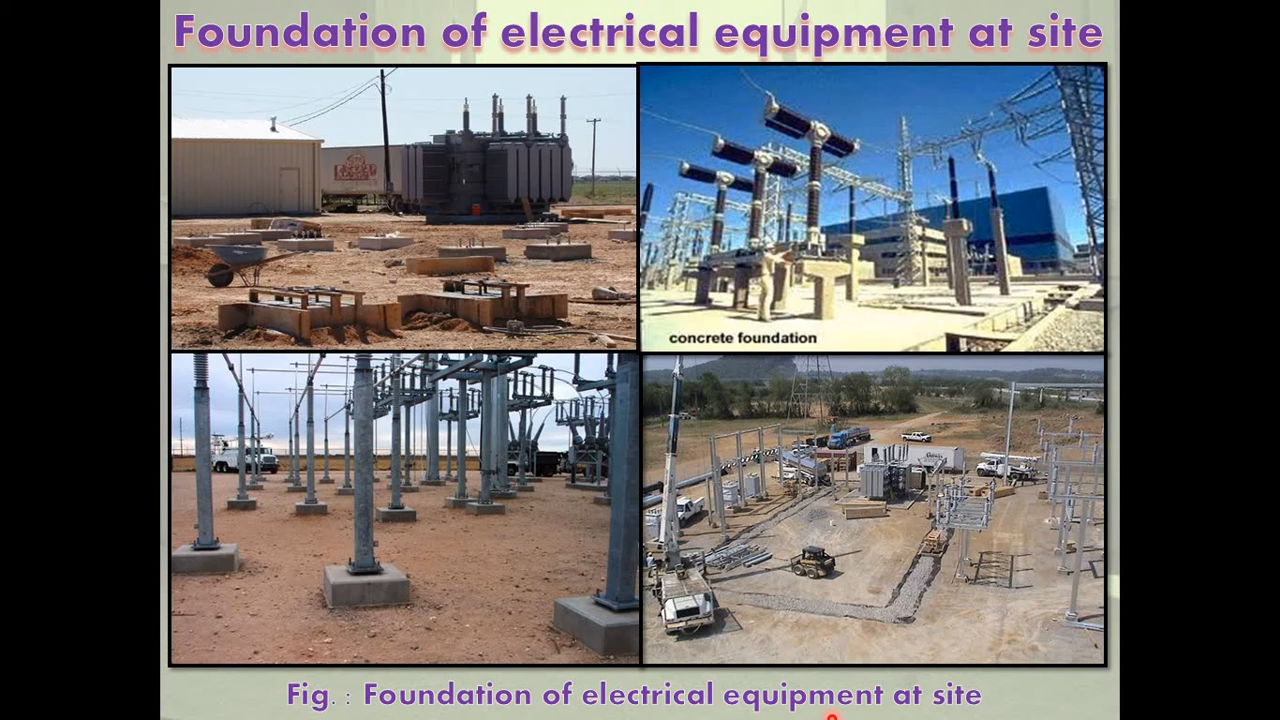 Foundation of electrical equipment at site
concrete foundation
Fig. : Foundation of electrical equipment at site